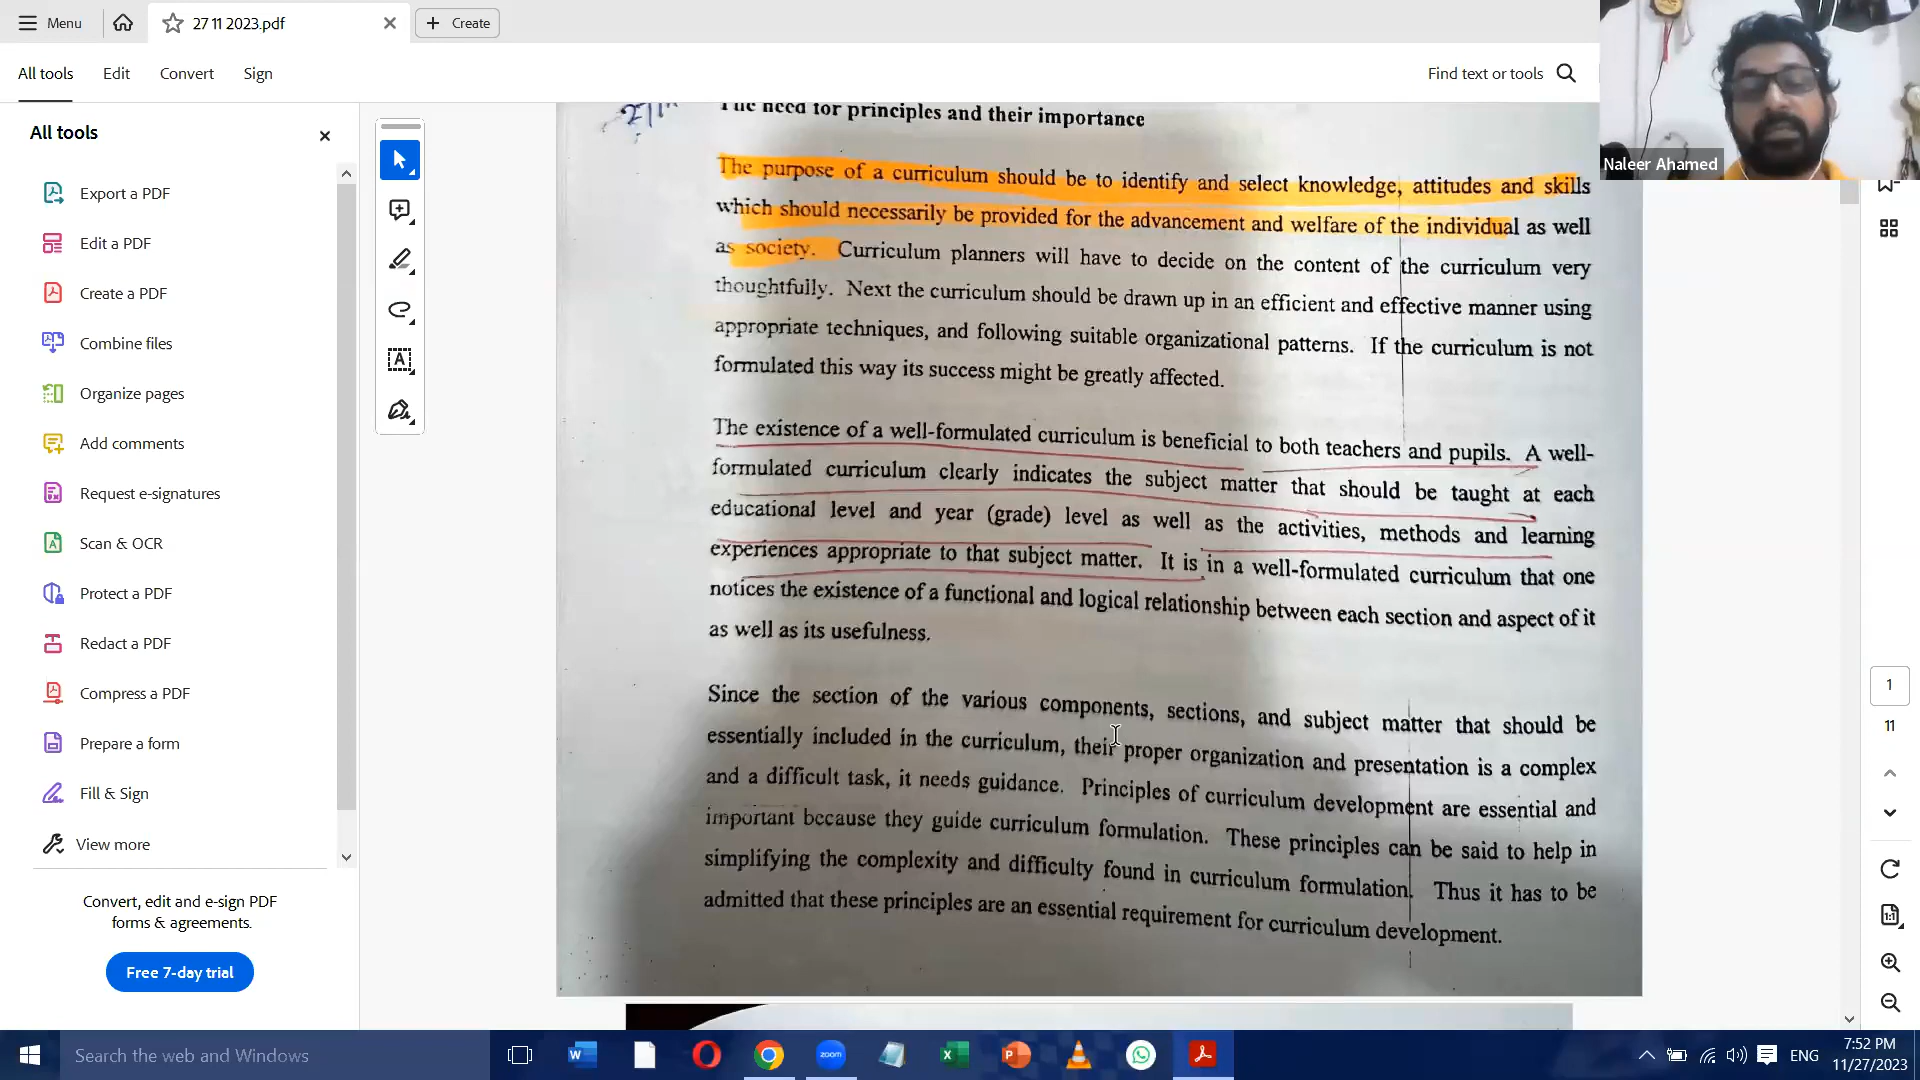 Menu
27 11 2023.pdf
Create
All tools
Edit
Convert
Sign
Find text or tools
Naleer Ahamed
All tools
Export a PDF
Edit a PDF
Create a PDF
Combine files
Organize pages
Add comments
Request e-signatures
Scan & OCR
Protect a PDF
Redact a PDF
Compress a PDF
Prepare a form
Fill & Sign
View more
Convert, edit and e-sign PDF
forms & agreements.
Free 7-day trial
The need for principles and their importance
The purpose of a curriculum should be to identify and select knowledge, attitudes and skills
which should necessarily be provided for the advancement and welfare of the individual as well
as society. Curriculum planners will have to decide on the content of the curriculum very
thoughtfully. Next the curriculum should be drawn up in an efficient and effective manner using
appropriate techniques, and following suitable organizational patterns. If the curriculum is not
formulated this way its success might be greatly affected.
The existence of a well-formulated curriculum is beneficial to both teachers and pupils. A well-
formulated curriculum clearly indicates the subject matter that should be taught at each
educational level and year (grade) level as well as the activities, methods and learning
experiences appropriate to that subject matter. It is in a well-formulated curriculum that one
notices the existence of a functional and logical relationship between each section and aspect of it
as well as its usefulness.
Since the section of the various components, sections, and subject matter that should be
essentially included in the curriculum, their proper organization and presentation is a complex
and a difficult task, it needs guidance. Principles of curriculum development are essential and
important because they guide curriculum formulation. These principles can be said to help in
simplifying the complexity and difficulty found in curriculum formulation. Thus it has to be
admitted that these principles are an essential requirement for curriculum development.
1
11
Search the web and Windows
zoom
ENG
7:52 PM
11/27/2023